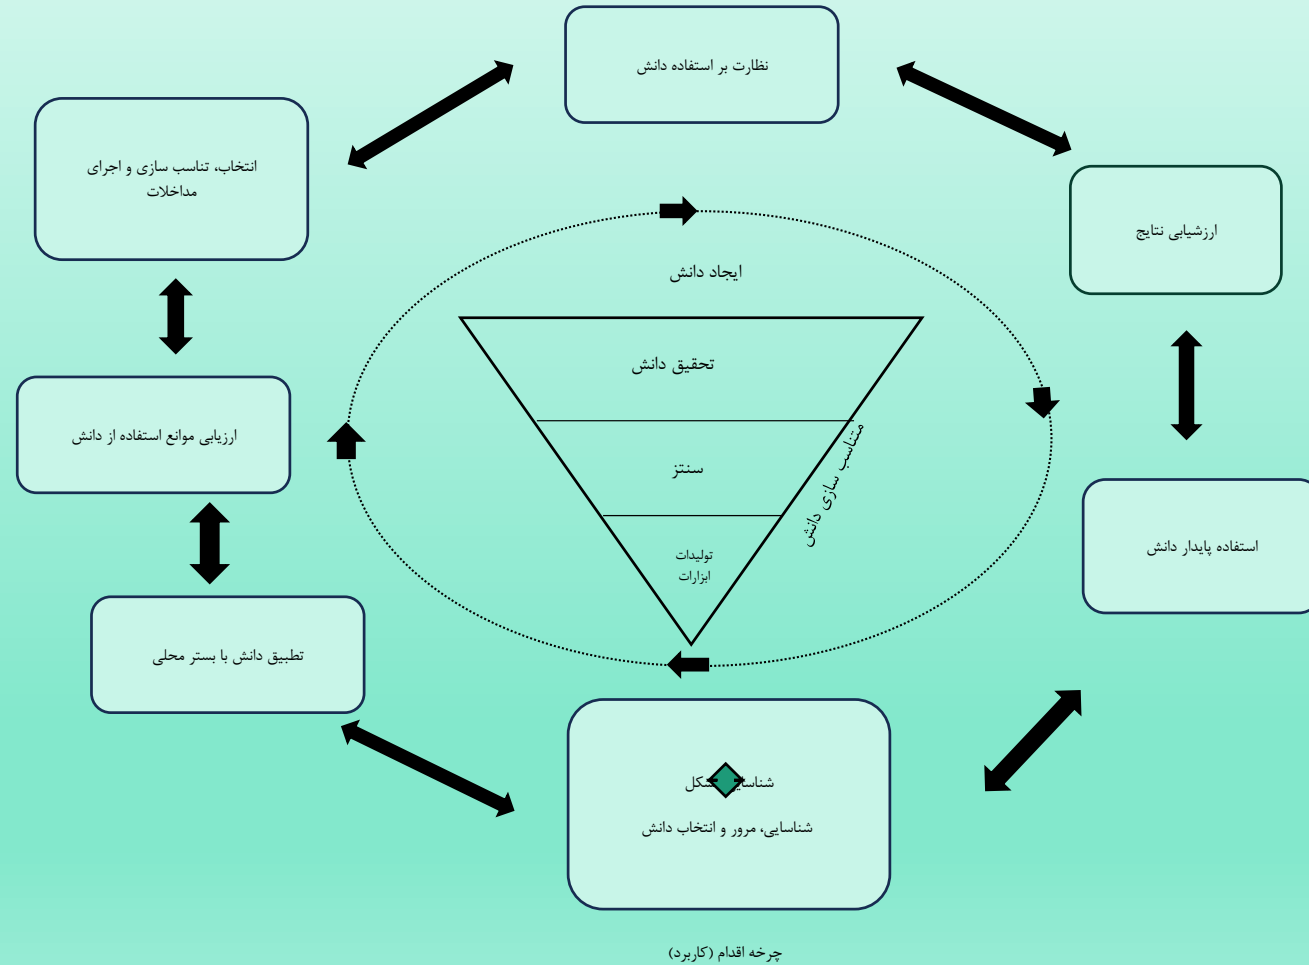 نظارت بر استفاده دانش
انتخاب، تناسب سازی و اجرای
مداخلات
ارزشیابی نتایج
ایجاد دانش
تحقیق دانش
ارزیابی موانع استفاده از دانش
سنتز
متناسب سازی دانش
استفاده پایدار دانش
تولیدات
ابزارات
تطبیق دانش با بستر محلی
شناسایی
شناسایی، مرور و انتخاب دانش
چرخه اقدام (کاربرد)